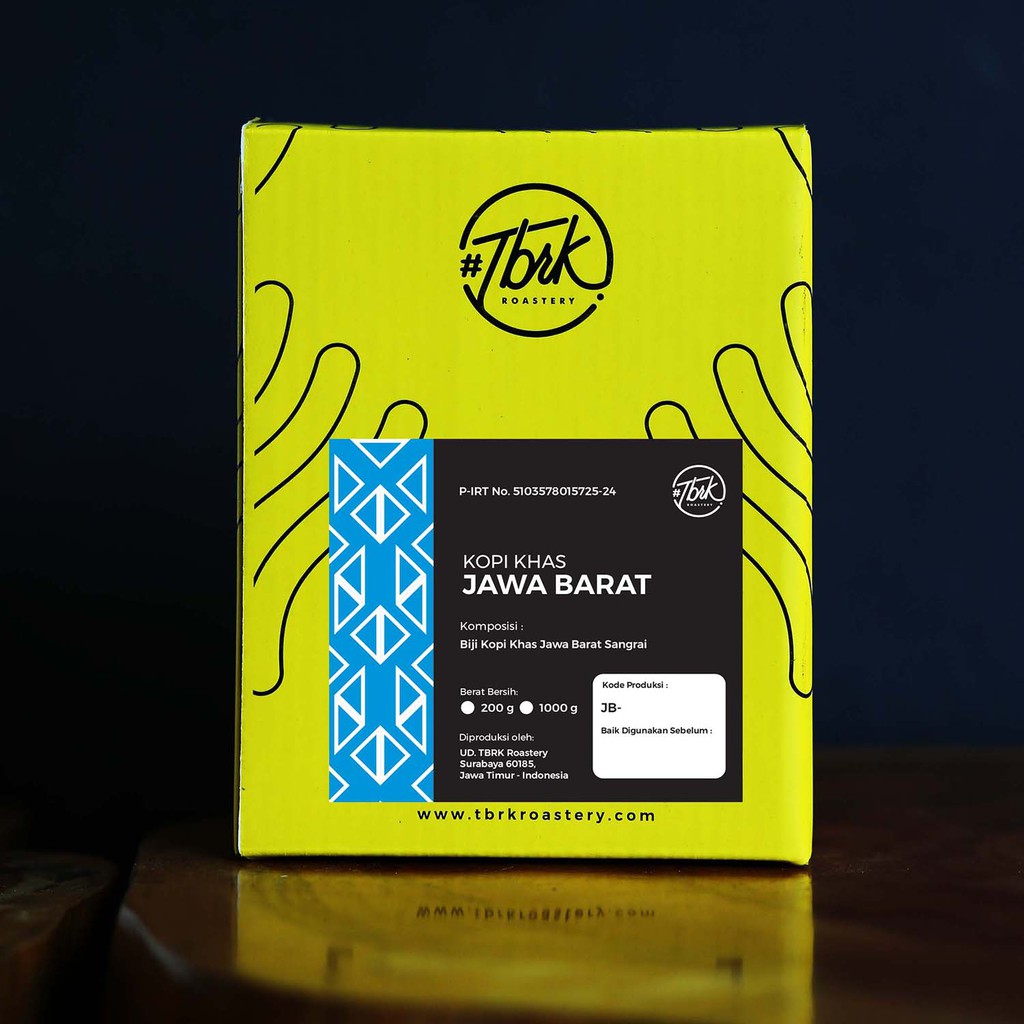 #Tbrk
ROASTERY
P-IRT No. 5103578015725-24
#Tbrk
ROASTERY
KOPI KHAS
JAWA BARAT
Komposisi :
Biji Kopi Khas Jawa Barat Sangrai
Berat Bersih:
200 g 1000 g
Kode Produksi :
JB-
Baik Digunakan Sebelum :
Diproduksi oleh:
UD. TBRK Roastery
Surabaya 60185,
Jawa Timur - Indonesia
www.tbrkroastery.com